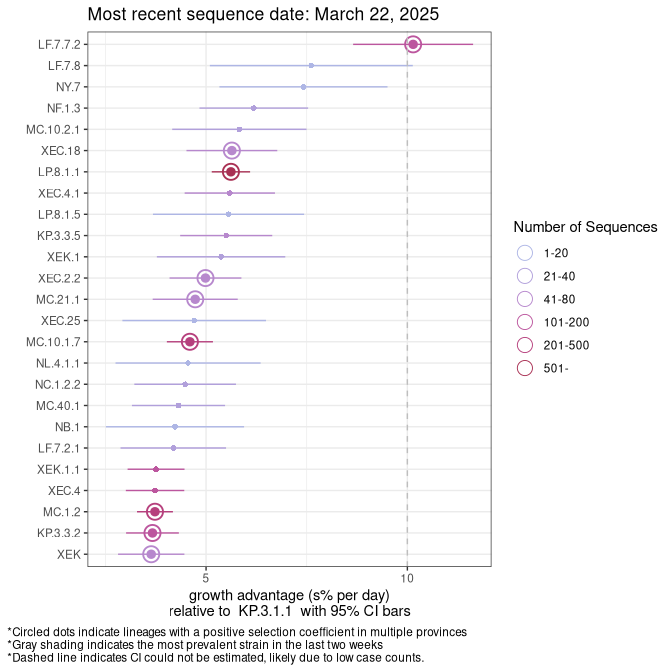 Most recent sequence date: March 22, 2025
LF.7.7.2
LF.7.8
NY.7
NF.1.3
MC.10.2.1
XEC.18
LP.8.1.1
XEC.4.1
LP.8.1.5
KP.3.3.5
XEK.1
XEC.2.2
MC.21.1
XEC.25
MC.10.1.7
NL.4.1.1
NC.1.2.2
MC.40.1
NB.1
LF.7.2.1
XEK.1.1
XEC.4
MC.1.2
KP.3.3.2
XEK
5
10
growth advantage (s% per day)
relative to KP.3.1.1 with 95% CI bars
Number of Sequences
1-20
21-40
41-80
101-200
201-500
501-
*Circled dots indicate lineages with a positive selection coefficient in multiple provinces
*Gray shading indicates the most prevalent strain in the last two weeks
*Dashed line indicates CI could not be estimated, likely due to low case counts.